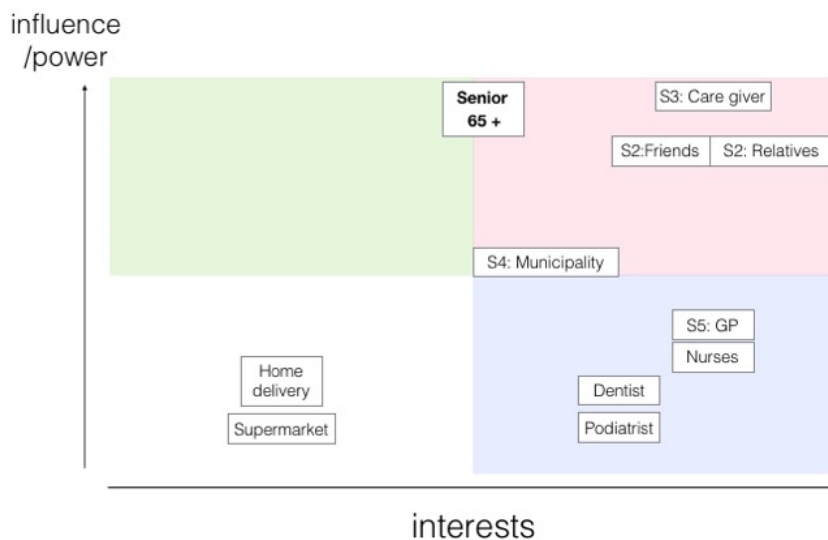 influence
/power
Senior
65 +
S3: Care giver
S2:Friends
S2: Relatives
S4: Municipality
S5: GP
Nurses
Home
delivery
Dentist
Supermarket
Podiatrist
interests